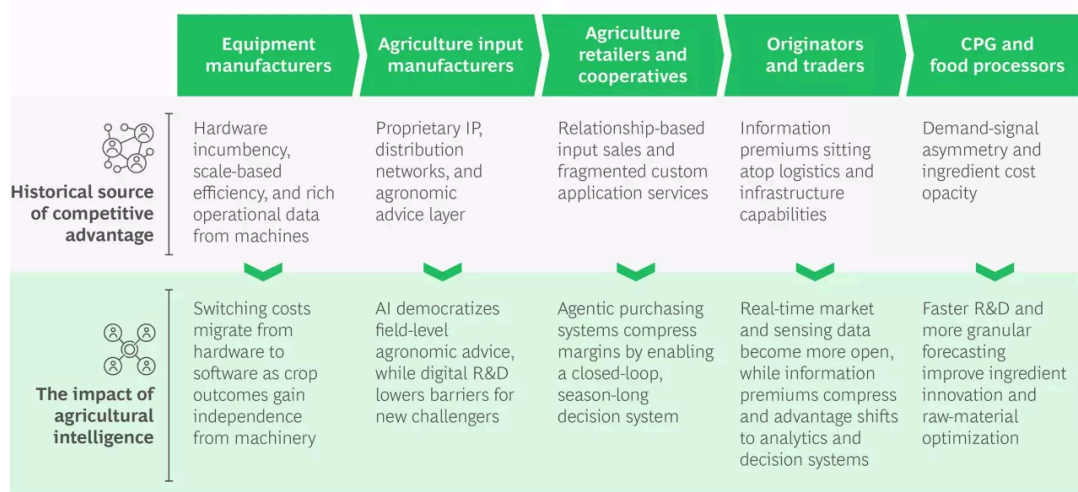 Equipment
manufacturers
Agriculture input
manufacturers
Agriculture
retailers and
cooperatives
Originators
and traders
CPG and
food processors
Historical source
of competitive
advantage
Hardware
incumbency,
scale-based
efficiency, and rich
operational data
from machines
Proprietary IP,
distribution
networks, and
agronomic
advice layer
Relationship-based
input sales and
fragmented custom
application services
Information
premiums sitting
atop logistics and
infrastructure
capabilities
Demand-signal
asymmetry and
ingredient cost
opacity
The impact of
agricultural
intelligence
Switching costs
migrate from
hardware to
software as crop
outcomes gain
independence
from machinery
AI democratizes
field-level
agronomic advice,
while digital R&D
lowers barriers for
new challengers
Agentic purchasing
systems compress
margins by enabling
a closed-loop,
season-long
decision system
Real-time market
and sensing data
become more open,
while information
premiums compress
and advantage shifts
to analytics and
decision systems
Faster R&D and
more granular
forecasting
improve ingredient
innovation and
raw-material
optimization